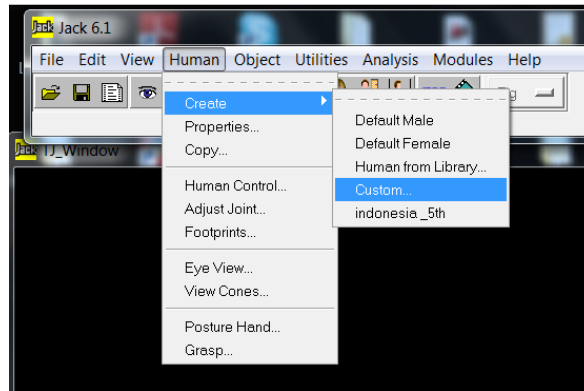 Jack Jack 6.1
File Edit View Human Object Utilities Analysis Modules Help
Create
Properties...
Copy...
Human Control...
Adjust Joint...
Footprints...
Eye View...
View Cones...
Posture Hand...
Grasp...
Default Male
Default Female
Human from Library...
Custom...
indonesia _5th
Jack TJ_Window